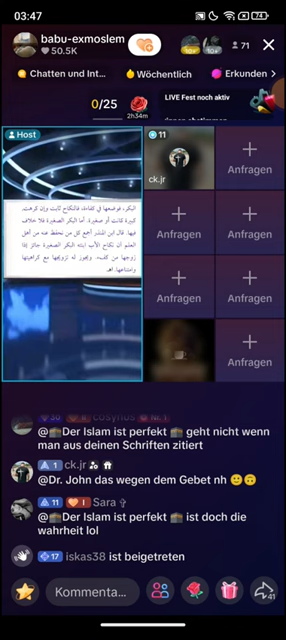 03:47
74
babu-exmoslem
50.5K
10+
71
Chatten und Int...
Wöchentlich
Erkunden
0/25
2h34m
LIVE Fest noch aktiv
Host
11
ck.jr
Anfragen
Anfragen
البكر، فوضعها في كفاءة، فالنكاح ثابت وإن كرهت،
كبيرة كانت أو صغيرة. أما البكر الصغيرة فلا خلاف
فيها. قال ابن المنذر أجمع كل من نحفظ عنه من أهل
العلم أن نكاح الأب ابنته البكر الصغيرة جائز إذا
زوجها من كفء. ويجوز له تزويجها مع كراهيتها
وامتناعها. اهـ
Anfragen
Anfragen
Anfragen
Anfragen
Anfragen
@Der Islam ist perfekt geht nicht wenn
man aus deinen Schriften zitiert
1 ck.jr
@Dr. John das wegen dem Gebet nh
11 I Sara
@Der Islam ist perfekt ist doch die
wahrheit lol
17 iskas38 ist beigetreten
Kommenta...
41